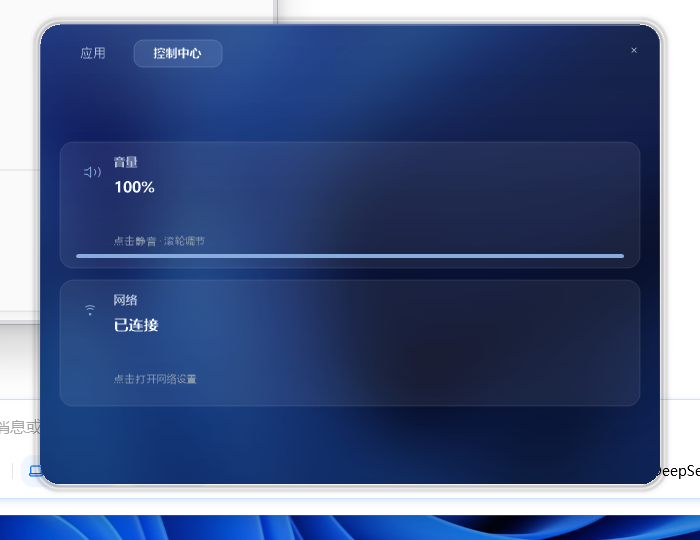 应用
控制中心
×
音量
100%
点击静音 · 滚轮调节
网络
已连接
点击打开网络设置
消息或
DeepSe